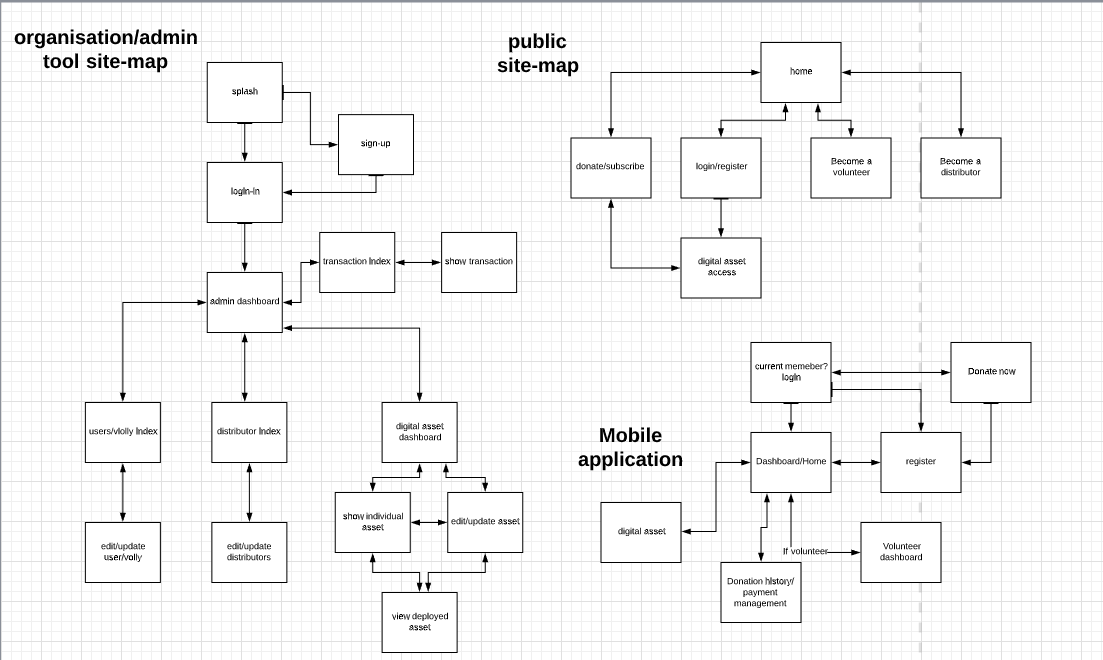 organisation/admin
tool site-map
splash
sign-up
login-in
transaction index
show transaction
admin dashboard
users/vlolly index
distributor index
digital asset
dashboard
show individual
asset
edit/update asset
edit/update
user/volly
edit/update
distributors
view deployed
asset
public
site-map
home
donate/subscribe
login/register
Become a
volunteer
Become a
distributor
digital asset
access
Mobile
application
current memeber?
login
Donate now
Dashboard/Home
register
digital asset
If volunteer
Volunteer
dashboard
Donation history/
payment
management